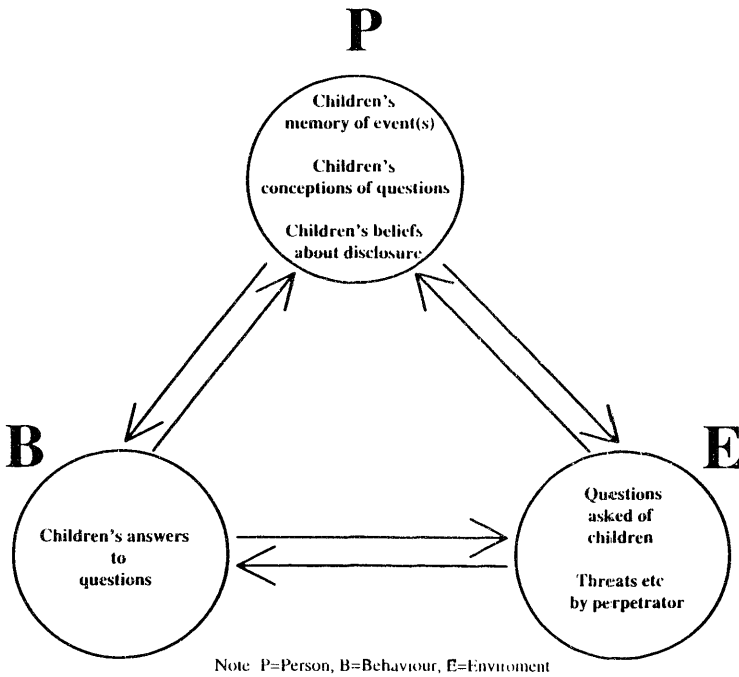 P
Children's
memory of event(s)
Children's
conceptions of questions
Children's beliefs
about disclosure
B
E
Children's answers
to
questions
Questions
asked of
children
Threats etc
by perpetrator
Note P=Person, B=Behaviour, E=Enviroment